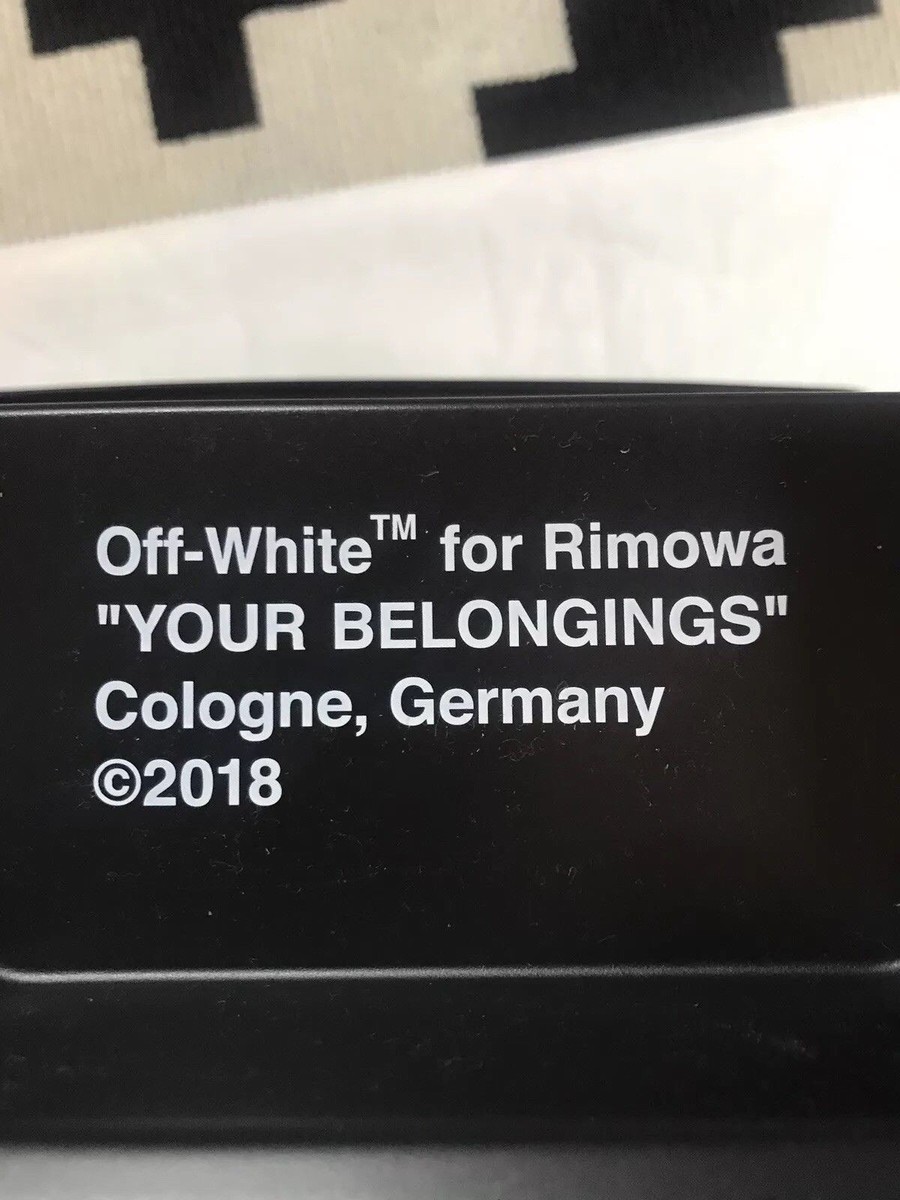 Off-White™ for Rimowa
"YOUR BELONGINGS"
Cologne, Germany
©2018